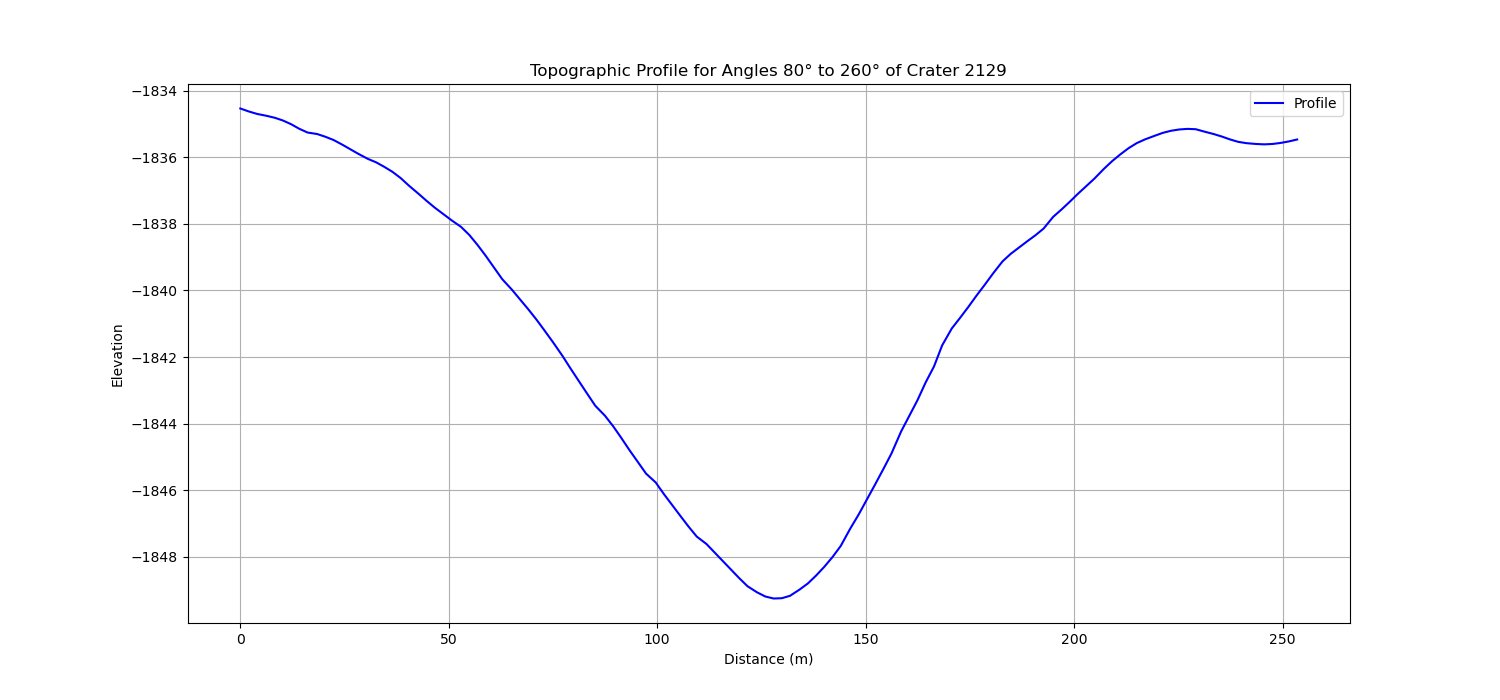 Topographic Profile for Angles 80° to 260° of Crater 2129
Profile
Elevation
−1834
−1836
−1838
−1840
−1842
−1844
−1846
−1848
0 50 100 150 200 250
Distance (m)